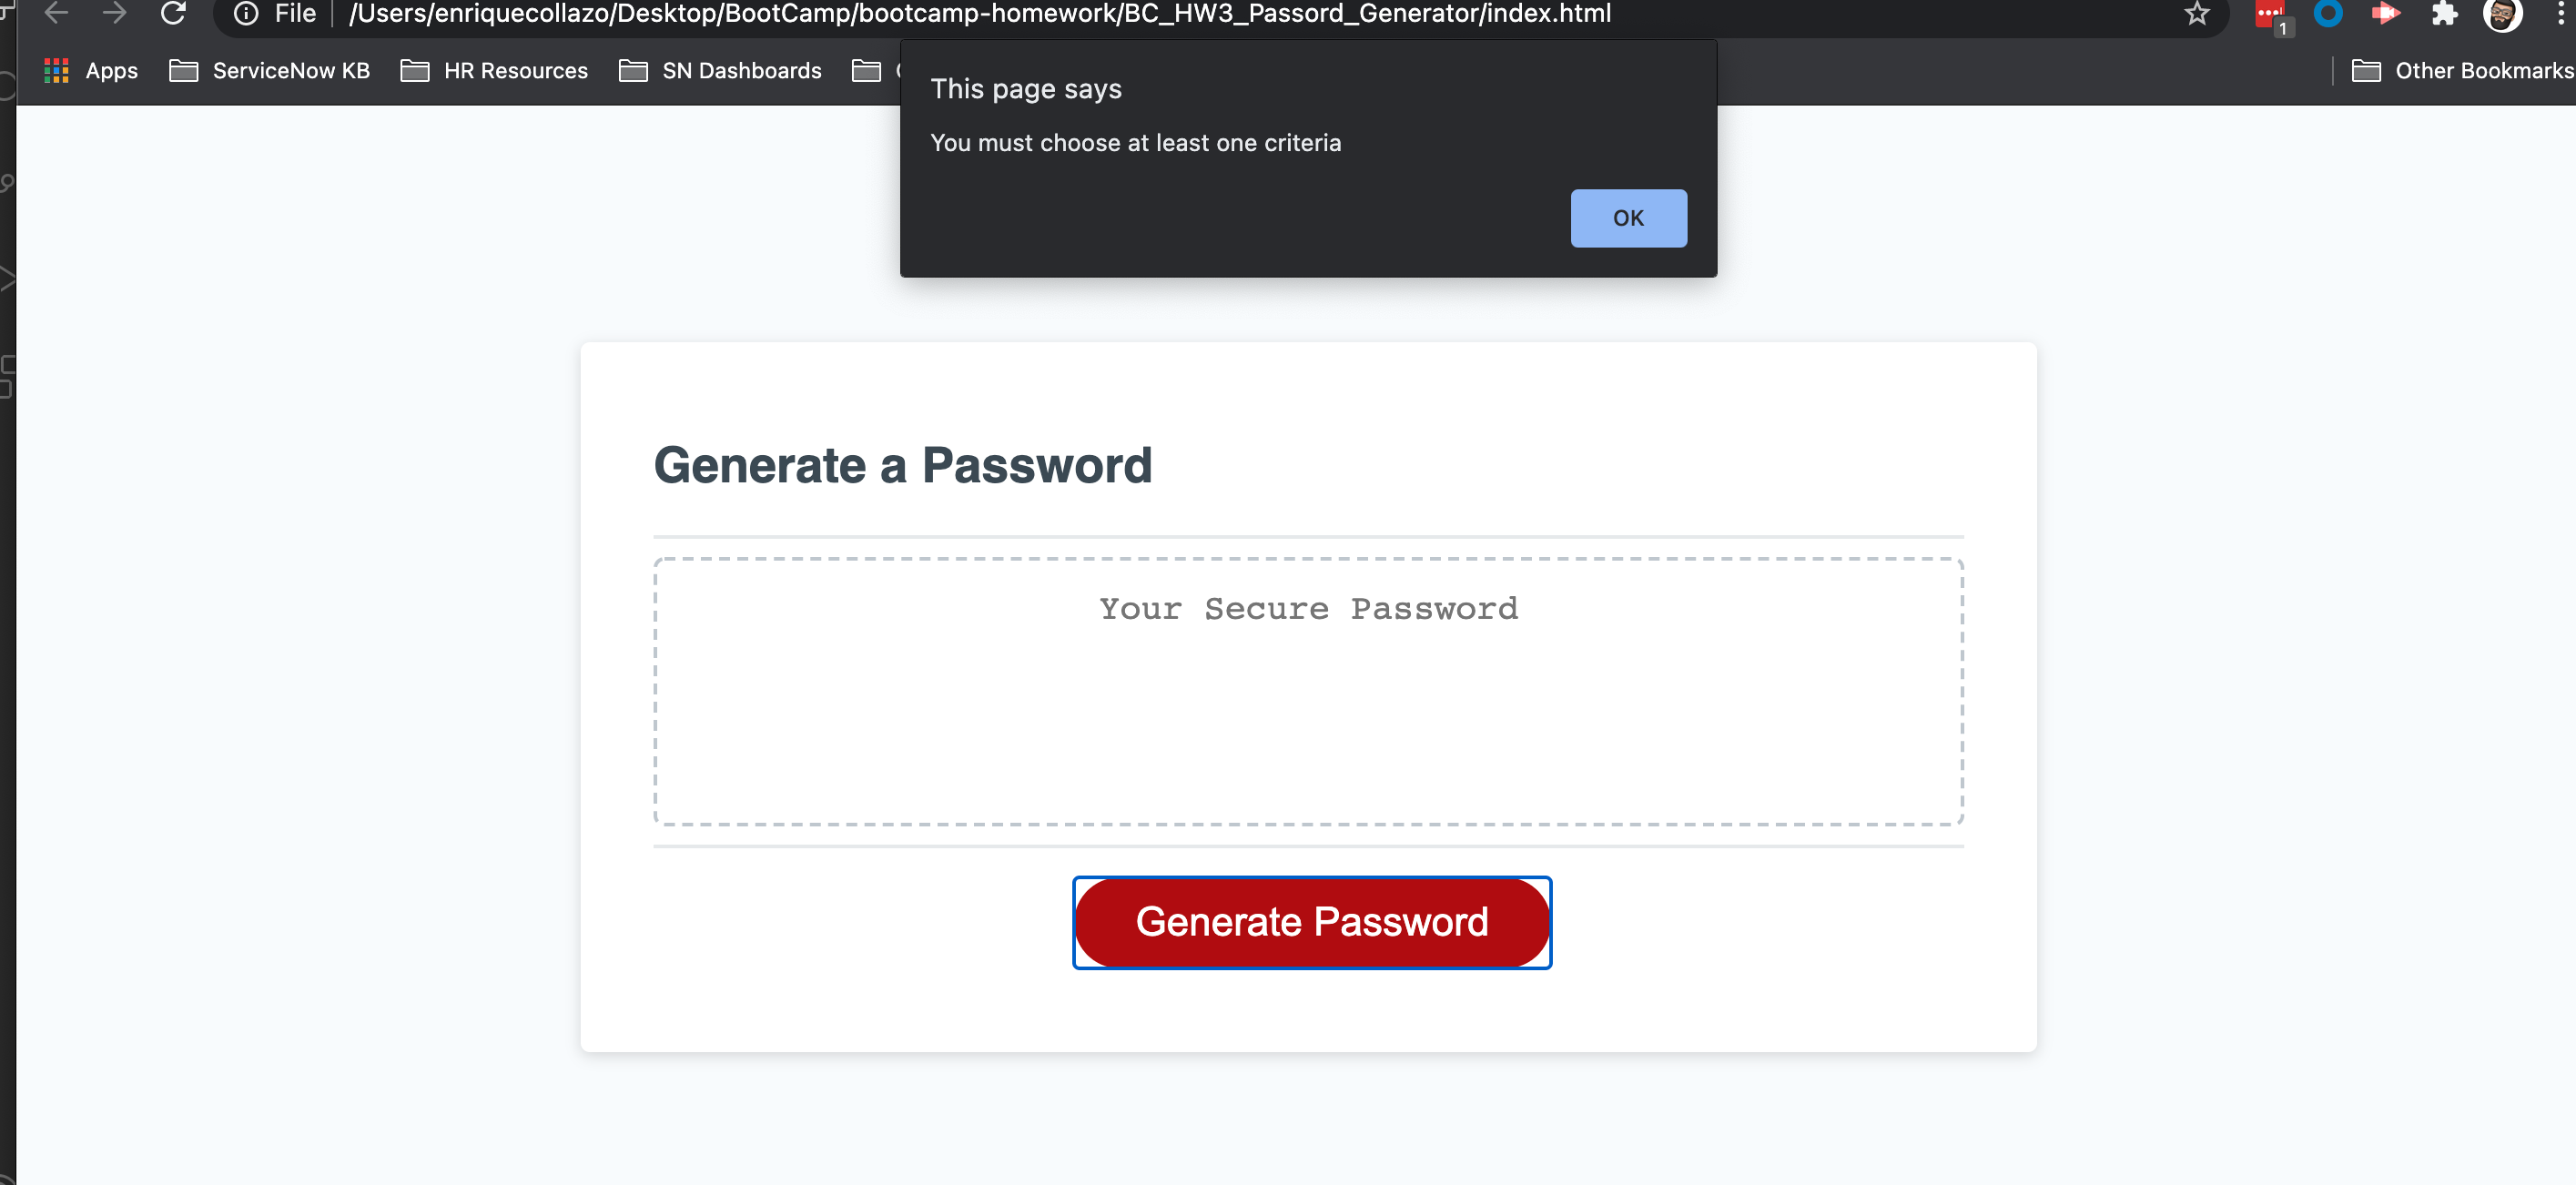 File /Users/enriquecollazo/Desktop/BootCamp/bootcamp-homework/BC_HW3_Passord_Generator/index.html
1
Apps ServiceNow KB HR Resources SN Dashboards Other Bookmarks
This page says
You must choose at least one criteria
OK
Generate a Password
Your Secure Password
Generate Password